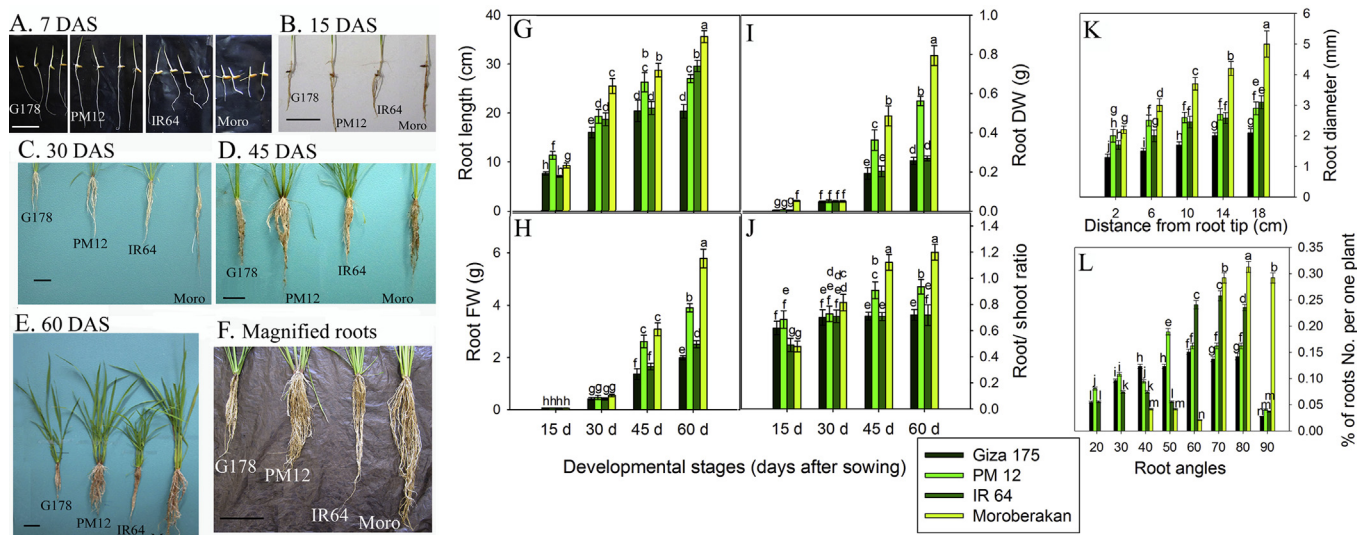 A. 7 DAS
G178
PM12
IR64
Moro
B. 15 DAS
G178
PM12
IR64
Moro
C. 30 DAS
G178
PM12
IR64
Moro
D. 45 DAS
G178
PM12
IR64
E. 60 DAS
G178
PM12
IR64
F. Magnified roots
G178
PM12
IR64
Moro
G
Root length (cm)
40
30
20
10
0
h f h g
e d d c
d c d b
d c b a
H
Root FW (g)
6
4
2
0
h h h h
g g g g
f d f c
e b d a
15 d 30 d 45 d 60 d
I
Root DW (g)
1.0
0.8
0.6
0.4
0.2
0.0
g g g f
f f f f
e c e b
d b d a
J
Root/ shoot ratio
1.2
1.0
0.8
0.6
0.4
0.2
0.0
15 d 30 d 45 d 60 d
Developmental stages (days after sowing)
K
Root diameter (mm)
6
5
4
3
2
1
0
2 6 10 14 18
Distance from root tip (cm)
L
% of roots No. per one plant
0.35
0.30
0.25
0.20
0.15
0.10
0.05
0.00
20 30 40 50 60 70 80 90
Root angles
Giza 175
PM 12
IR 64
Moroberakan